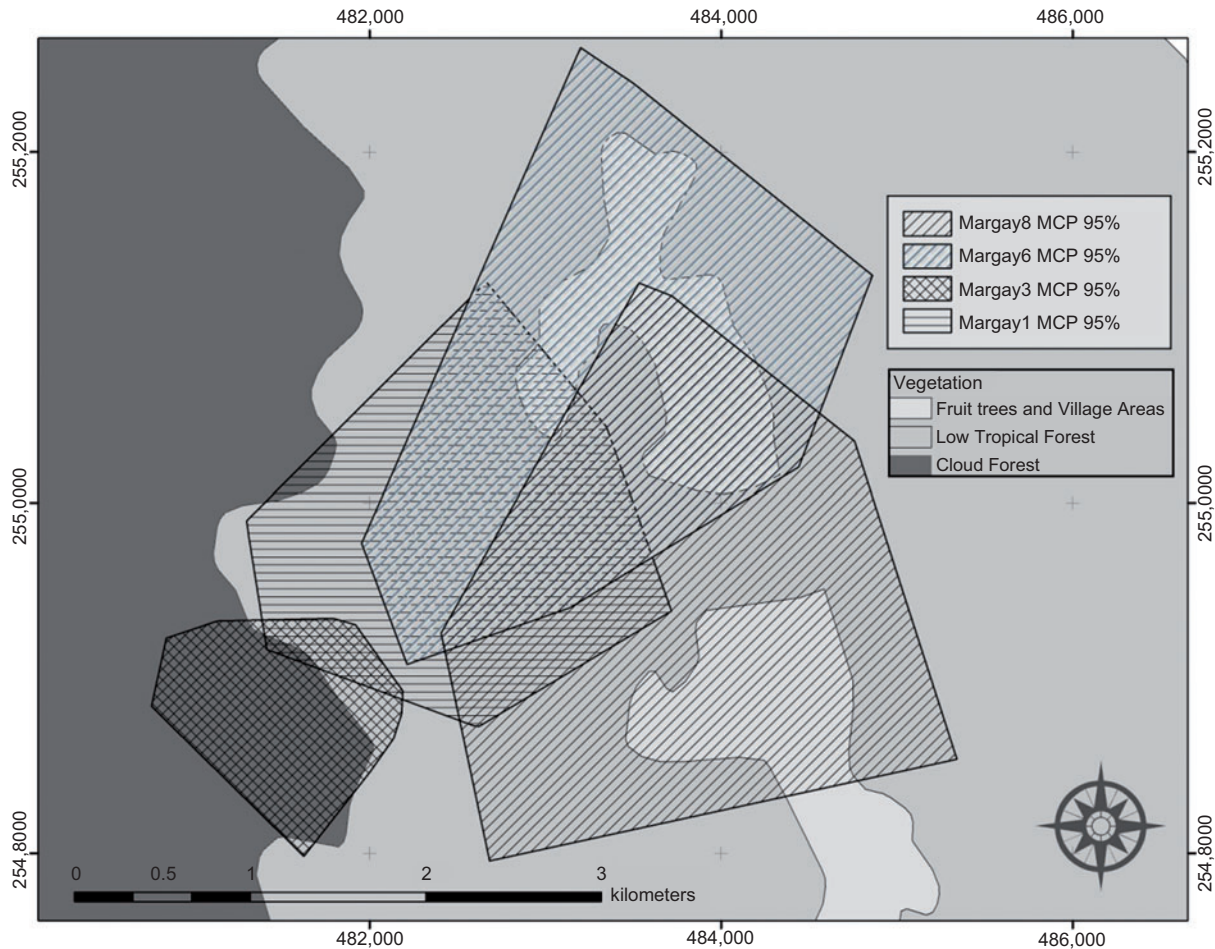 482,000 484,000 486,000
255,2000 255,2000
Margay8 MCP 95%
Margay6 MCP 95%
Margay3 MCP 95%
Margay1 MCP 95%
Vegetation
Fruit trees and Village Areas
Low Tropical Forest
Cloud Forest
255,0000 255,0000
254,8000 254,8000
0 0.5 1 2 3
kilometers
482,000 484,000 486,000